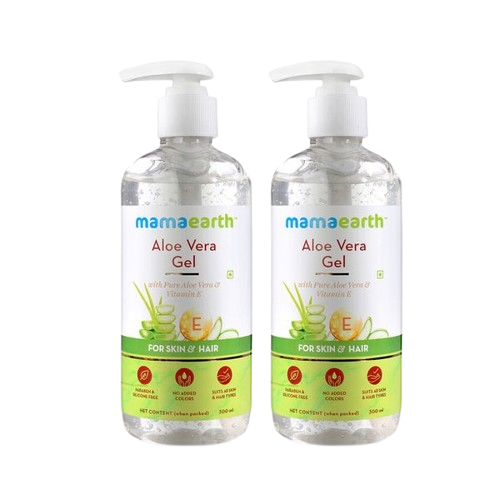 mamaearth™
Aloe Vera
Gel
with Pure Aloe Vera &
Vitamin E
E
FOR SKIN & HAIR
PARABEN &
SILICONE FREE
NO ADDED
COLORS
SUITS ALL SKIN
& HAIR TYPES
NET CONTENT (when packed)
300 ml
mamaearth™
Aloe Vera
Gel
with Pure Aloe Vera &
Vitamin E
E
FOR SKIN & HAIR
PARABEN &
SILICONE FREE
NO ADDED
COLORS
SUITS ALL SKIN
& HAIR TYPES
NET CONTENT (when packed)
300 ml